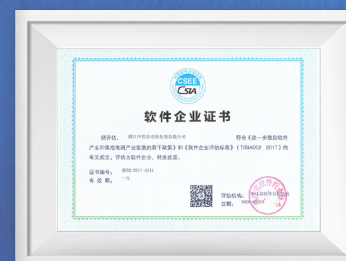 CSEE
CSIA
软件企业证书
经评估，
符合《进一步鼓励软件
产业和集成电路产业发展的若干政策》和《软件企业评估标准》（T/SIA002 2017）的
有关规定，评估为软件企业，特发此证。
证书编号：
有效期：一年
评估机构：
日期：